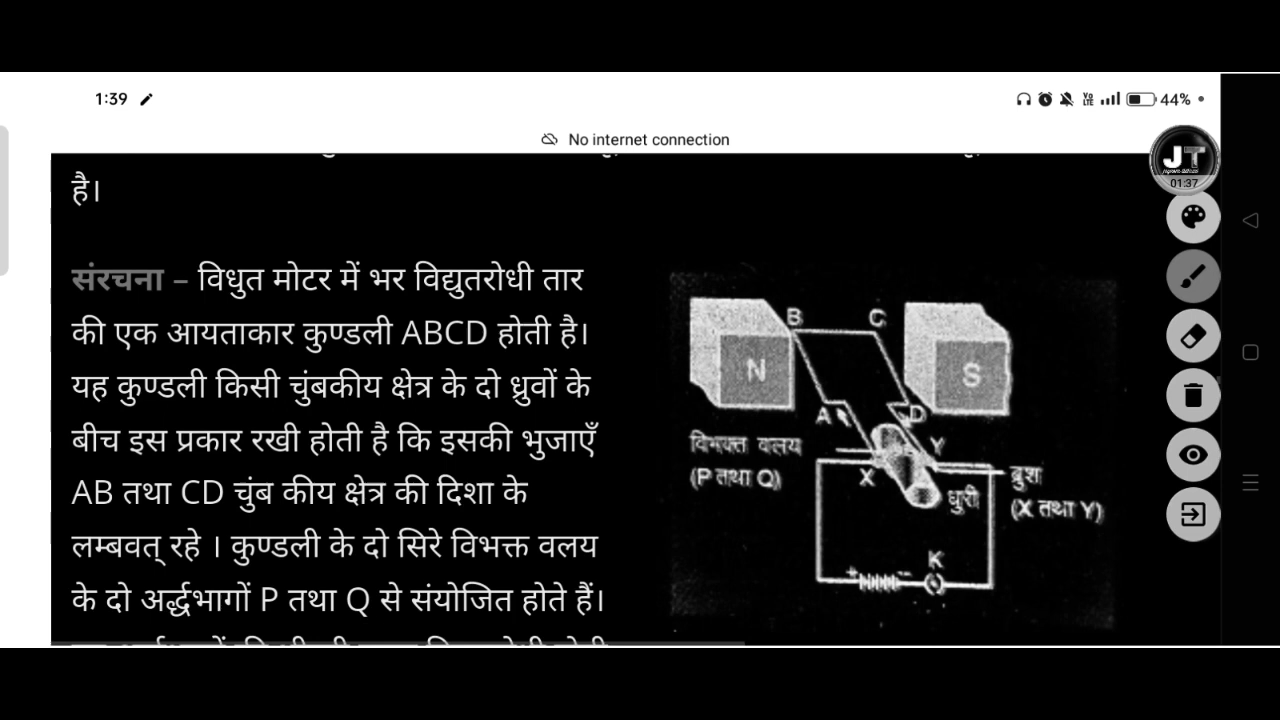 1:39
Vo
LTE
44%
No internet connection
JT
01:37
है।
संरचना – विधुत मोटर में भर विद्युतरोधी तार
की एक आयताकार कुण्डली ABCD होती है।
यह कुण्डली किसी चुंबकीय क्षेत्र के दो ध्रुवों के
बीच इस प्रकार रखी होती है कि इसकी भुजाएँ
AB तथा CD चुंब कीय क्षेत्र की दिशा के
लम्बवत् रहे । कुण्डली के दो सिरे विभक्त वलय
के दो अर्द्धभागों P तथा Q से संयोजित होते हैं।
B C
N S
A D
विभक्त वलय
(P तथा Q)
X Y
धुरी
ब्रुश
(X तथा Y)
+ –
K